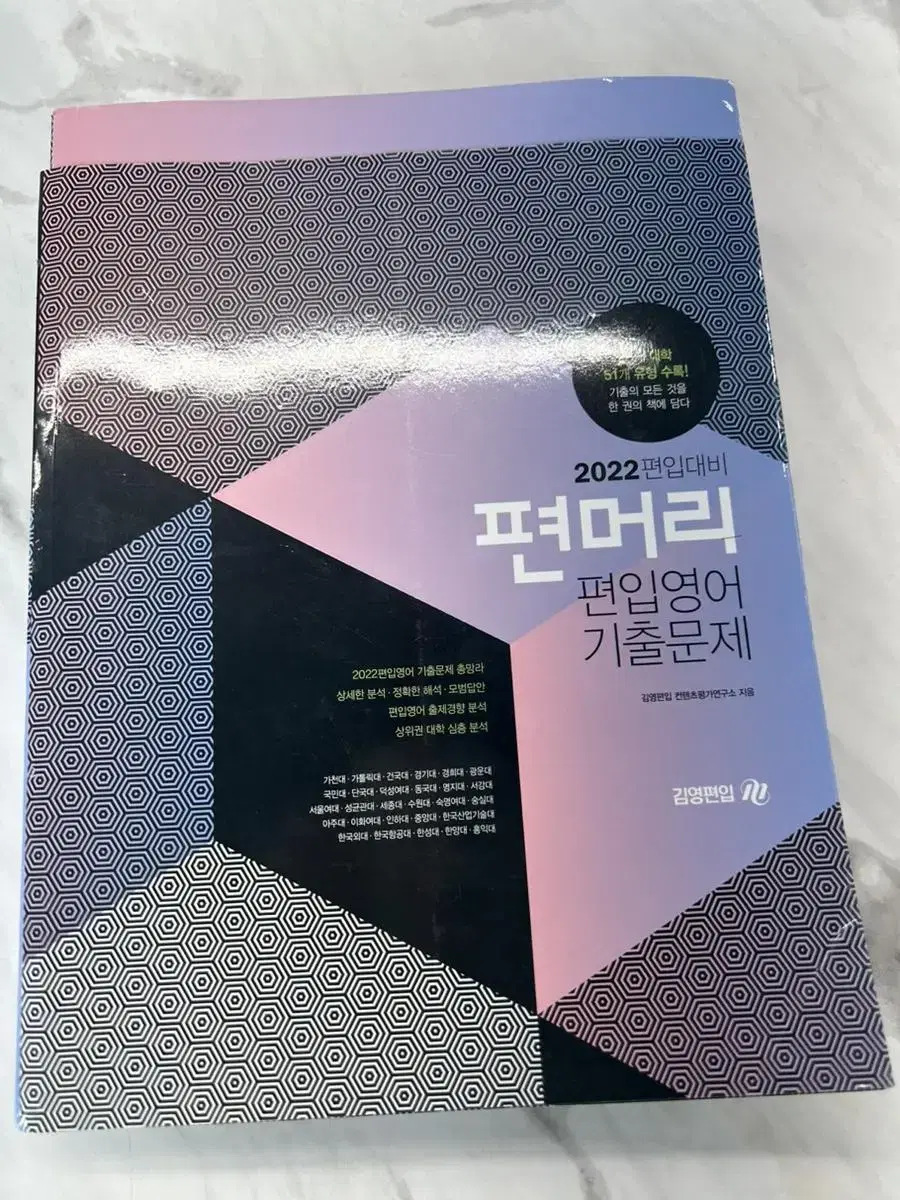 대학
51개 유형 수록!
기출의 모든 것을
한 권의 책에 담다
2022편입대비
편머리
편입영어
기출문제
김영편입 컨텐츠평가연구소 지음
2022편입영어 기출문제 총망라
상세한 분석·정확한 해석·모범답안
편입영어 출제경향 분석
상위권 대학 심층 분석
가천대·가톨릭대·건국대·경기대·경희대·광운대
국민대·단국대·덕성여대·동국대·명지대·서강대
서울여대·성균관대·세종대·수원대·숙명여대·숭실대
아주대·이화여대·인하대·중앙대·한국산업기술대
한국외대·한국항공대·한성대·한양대·홍익대
김영편입